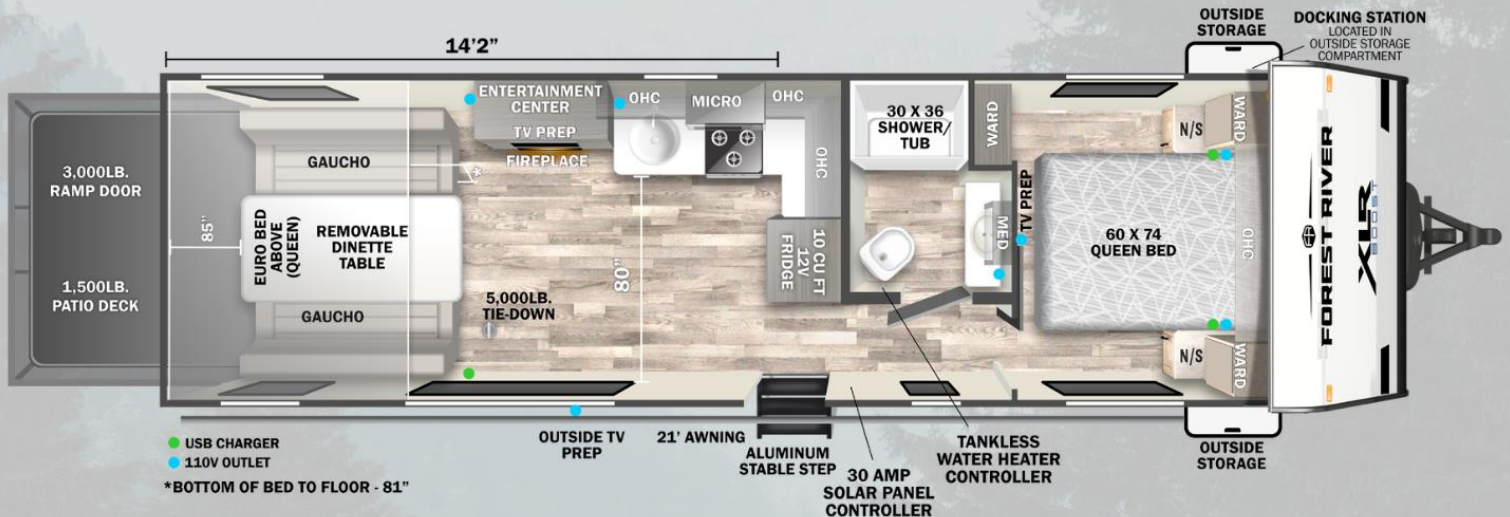 OUTSIDE
STORAGE
DOCKING STATION
LOCATED IN
OUTSIDE STORAGE
COMPARTMENT
14'2"
ENTERTAINMENT
CENTER
TV PREP
FIREPLACE
OHC
MICRO
OHC
OHC
30 X 36
SHOWER/
TUB
WARD
N/S
WARD
3,000LB.
RAMP DOOR
1,500LB.
PATIO DECK
85"
GAUCHO
*
EURO BED
ABOVE
(QUEEN)
REMOVABLE
DINETTE
TABLE
GAUCHO
5,000LB.
TIE-DOWN
80"
10 CU FT
12V
FRIDGE
MED
TV PREP
60 X 74
QUEEN BED
OHC
N/S
WARD
FOREST RIVER
XLR
BOOST
USB CHARGER
110V OUTLET
*BOTTOM OF BED TO FLOOR - 81"
OUTSIDE TV
PREP
21' AWNING
ALUMINUM
STABLE STEP
30 AMP
SOLAR PANEL
CONTROLLER
TANKLESS
WATER HEATER
CONTROLLER
OUTSIDE
STORAGE